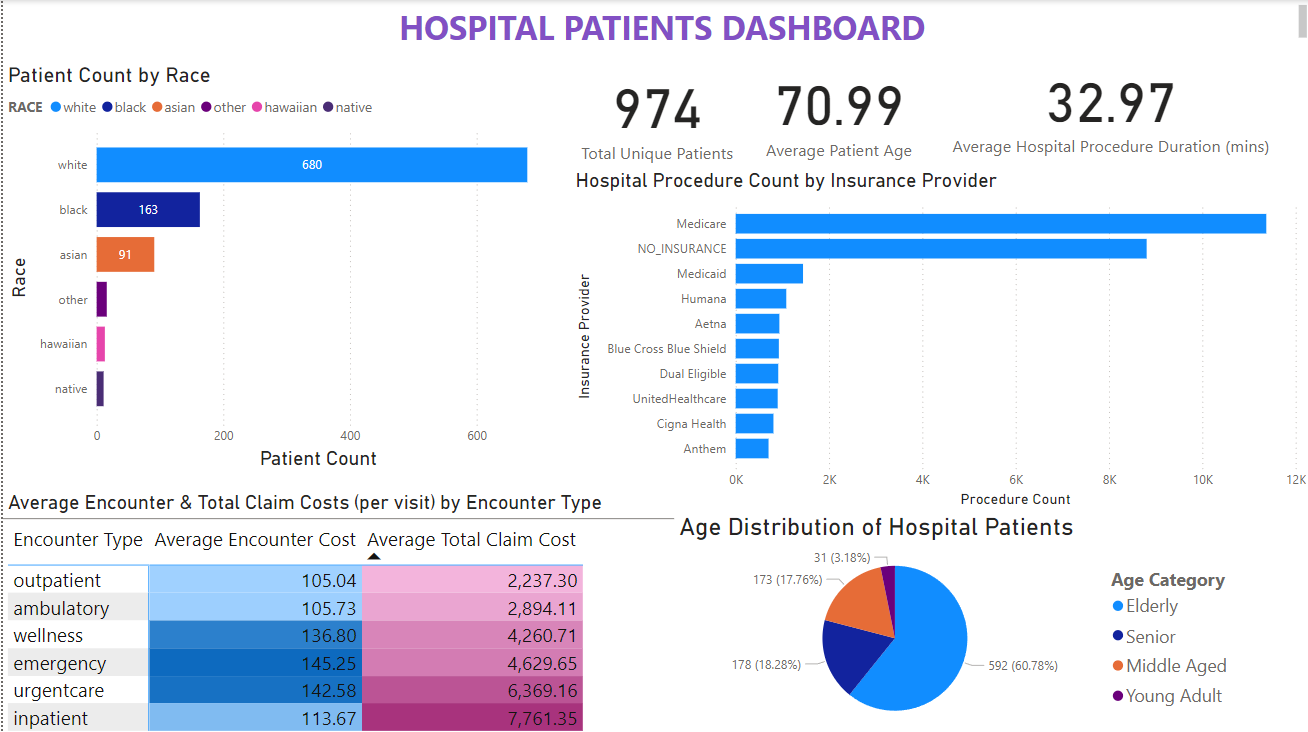 HOSPITAL PATIENTS DASHBOARD
Patient Count by Race
RACE white black asian other hawaiian native
white 680
black 163
asian 91
other
hawaiian
native
Race
0 200 400 600
Patient Count
974
Total Unique Patients
70.99
Average Patient Age
32.97
Average Hospital Procedure Duration (mins)
Hospital Procedure Count by Insurance Provider
Insurance Provider
Medicare
NO_INSURANCE
Medicaid
Humana
Aetna
Blue Cross Blue Shield
Dual Eligible
UnitedHealthcare
Cigna Health
Anthem
0K 2K 4K 6K 8K 10K 12K
Procedure Count
Average Encounter & Total Claim Costs (per visit) by Encounter Type
Encounter Type Average Encounter Cost Average Total Claim Cost
outpatient 105.04 2,237.30
ambulatory 105.73 2,894.11
wellness 136.80 4,260.71
emergency 145.25 4,629.65
urgentcare 142.58 6,369.16
inpatient 113.67 7,761.35
Age Distribution of Hospital Patients
31 (3.18%)
173 (17.76%)
178 (18.28%)
592 (60.78%)
Age Category
Elderly
Senior
Middle Aged
Young Adult